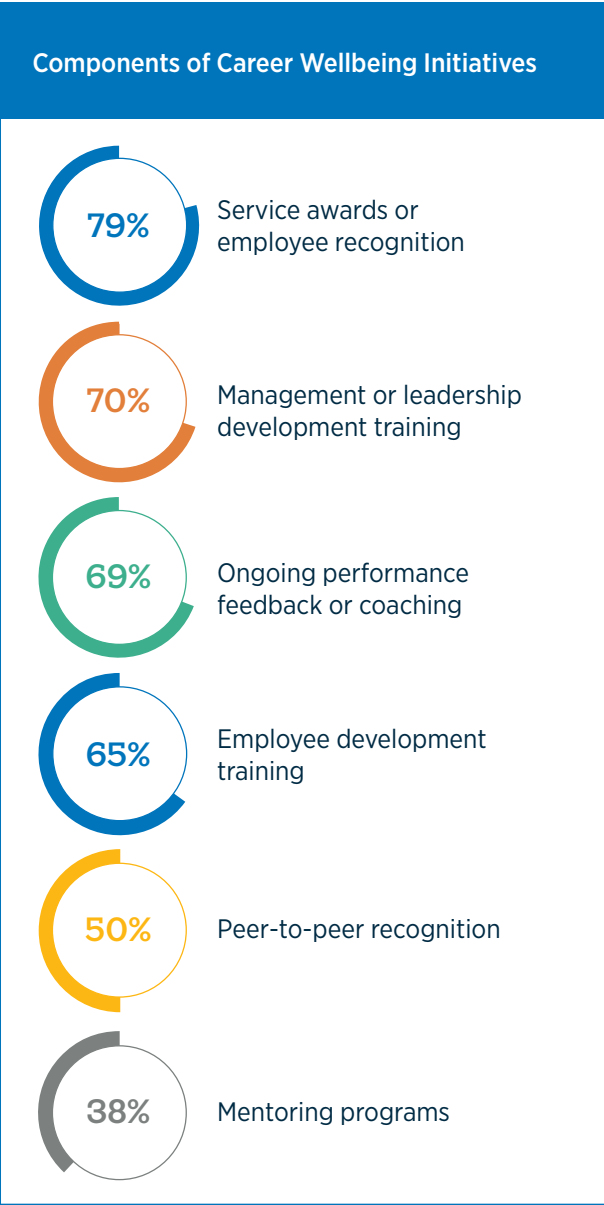 Components of Career Wellbeing Initiatives
79%
Service awards or
employee recognition
70%
Management or leadership
development training
69%
Ongoing performance
feedback or coaching
65%
Employee development
training
50%
Peer-to-peer recognition
38%
Mentoring programs